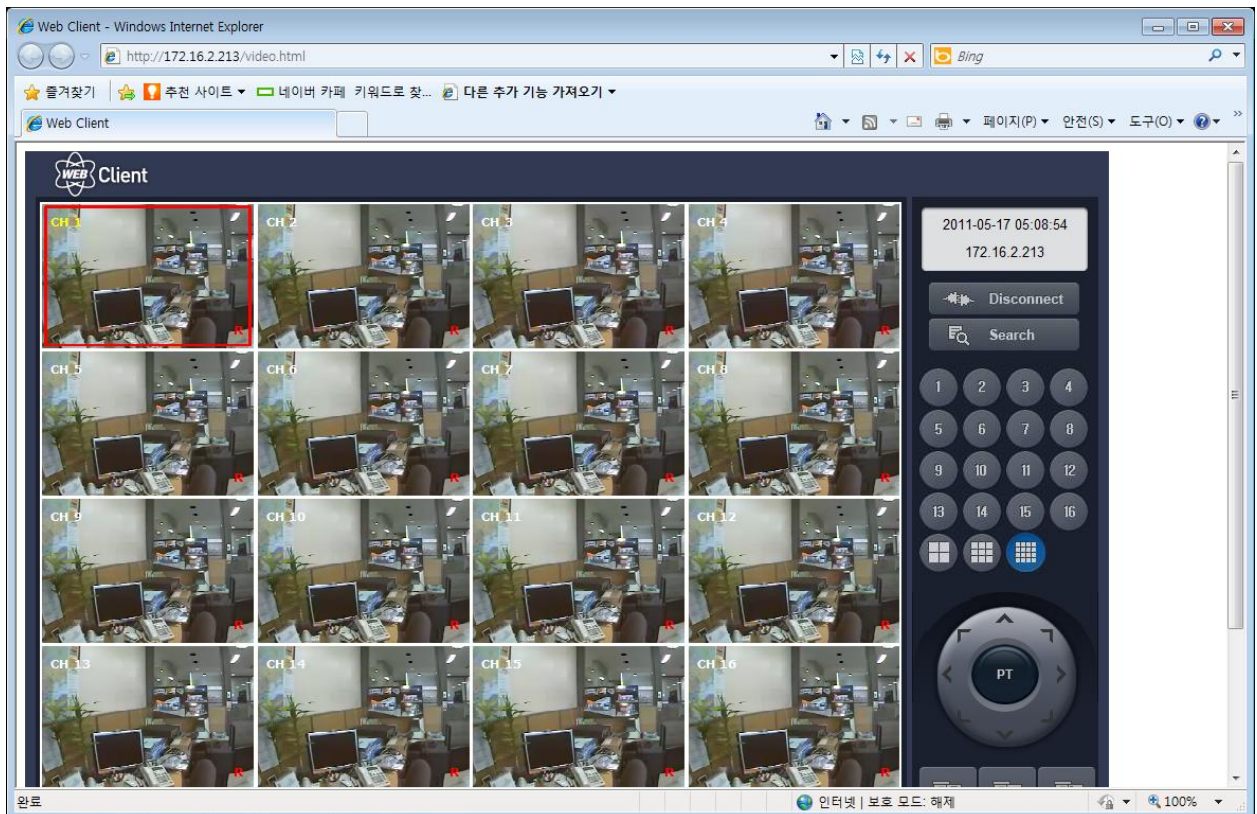 Web Client - Windows Internet Explorer
http://172.16.2.213/video.html
Bing
즐겨찾기 추천 사이트 ▼ 네이버 카페 키워드로 찾... 다른 추가 기능 가져오기 ▼
Web Client
페이지(P) ▼ 안전(S) ▼ 도구(O) ▼
WEB Client
CH 1 CH 2 CH 3 CH 4
R R R R
CH 5 CH 6 CH 7 CH 8
R R R R
CH 9 CH 10 CH 11 CH 12
R R R R
CH 13 CH 14 CH 15 CH 16
R R R R
2011-05-17 05:08:54
172.16.2.213
Disconnect
Search
1 2 3 4
5 6 7 8
9 10 11 12
13 14 15 16
PT
완료
인터넷 | 보호 모드: 해제
100%